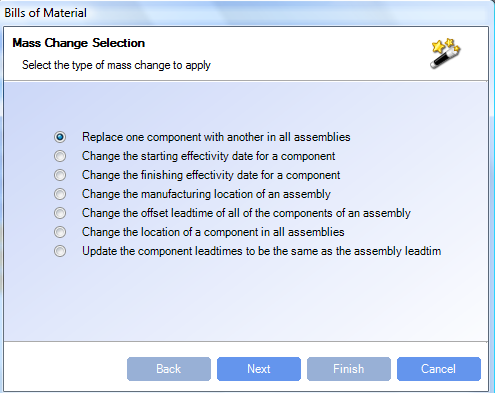 Bills of Material
Mass Change Selection
Select the type of mass change to apply
Replace one component with another in all assemblies
Change the starting effectivity date for a component
Change the finishing effectivity date for a component
Change the manufacturing location of an assembly
Change the offset leadtime of all of the components of an assembly
Change the location of a component in all assemblies
Update the component leadtimes to be the same as the assembly leadtim
Back Next Finish Cancel